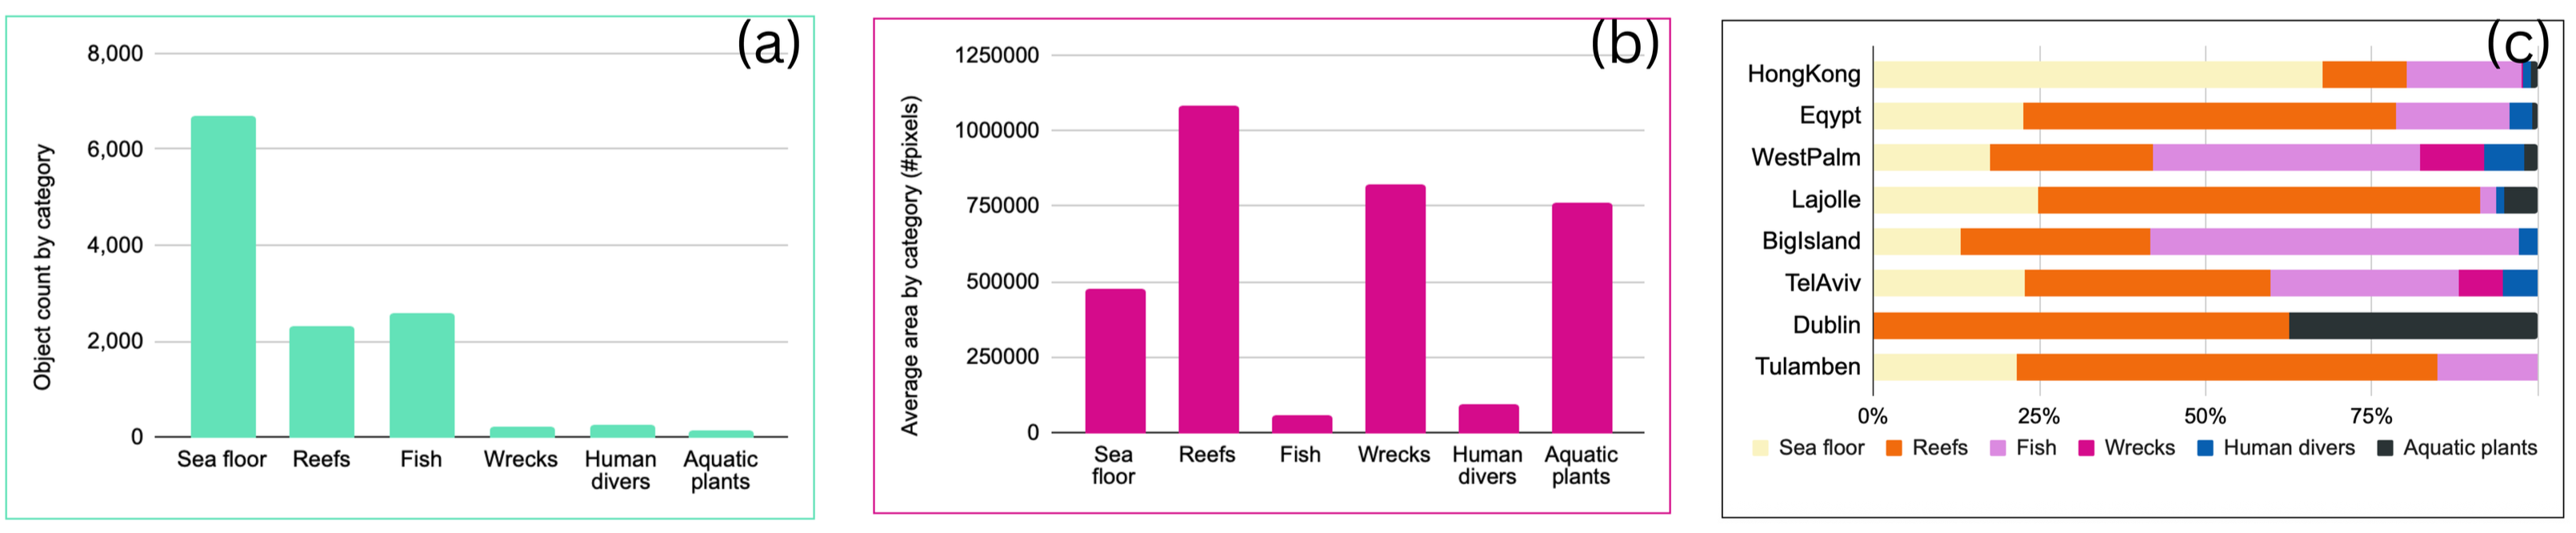 (a)
Object count by category
8,000
6,000
4,000
2,000
0
Sea floor Reefs Fish Wrecks Human divers Aquatic plants
(b)
Average area by category (#pixels)
1250000
1000000
750000
500000
250000
0
Sea floor Reefs Fish Wrecks Human divers Aquatic plants
(c)
HongKong
Eqypt
WestPalm
Lajolle
BigIsland
TelAviv
Dublin
Tulamben
0% 25% 50% 75%
Sea floor Reefs Fish Wrecks Human divers Aquatic plants